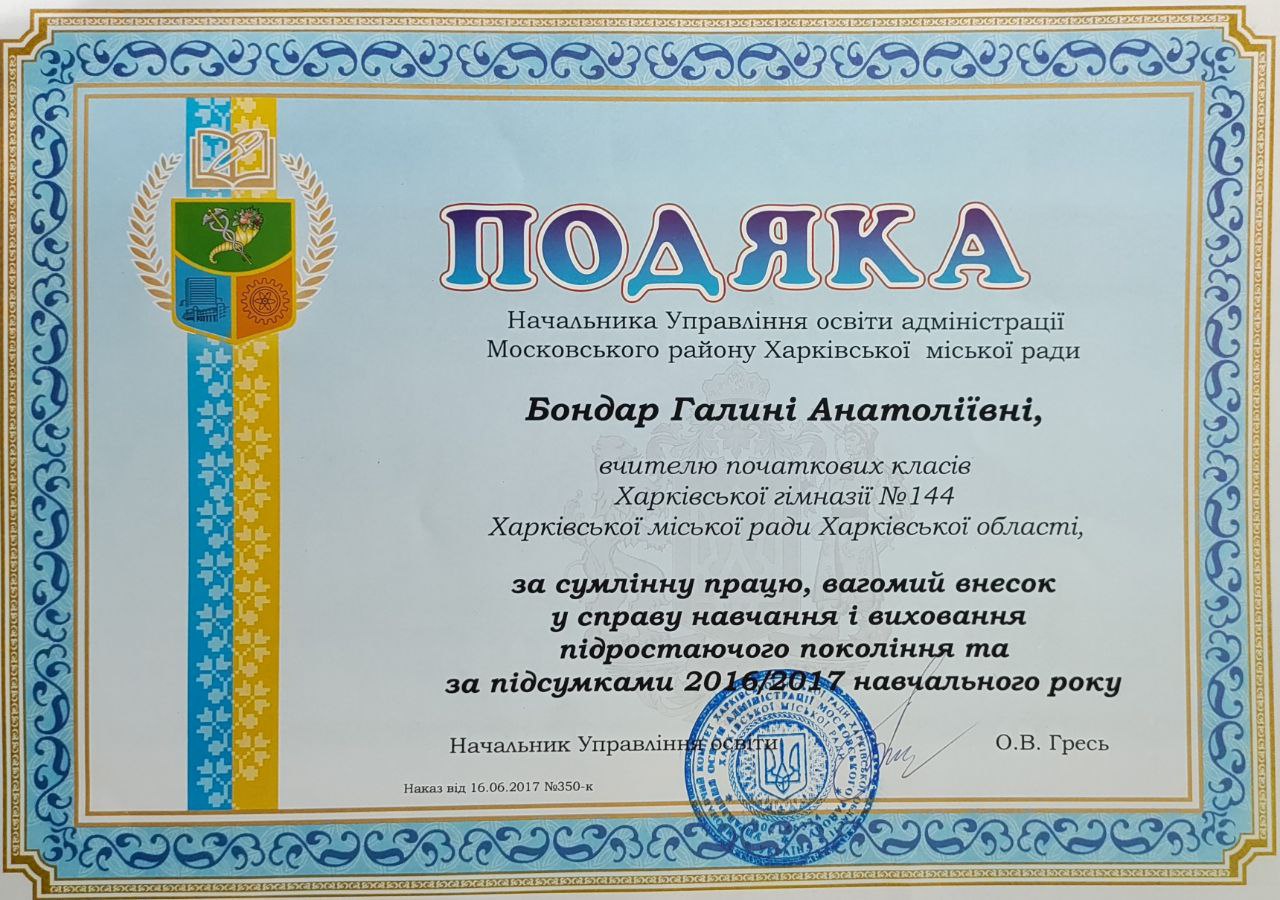 ПОДЯКА
Начальника Управління освіти адміністрації
Московського району Харківської міської ради
Бондар Галині Анатоліївні,
вчителю початкових класів
Харківської гімназії №144
Харківської міської ради Харківської області,
за сумлінну працю, вагомий внесок
у справу навчання і виховання
підростаючого покоління та
за підсумками 2016/2017 навчального року
Начальник Управління освіти
О.В. Гресь
Наказ від 16.06.2017 №350-к